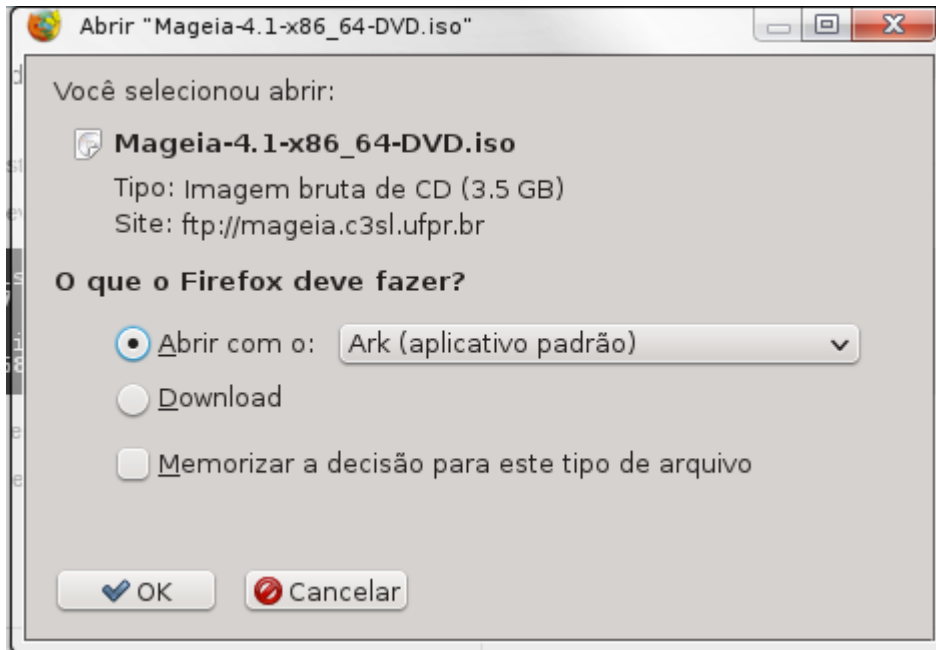 Abrir "Mageia-4.1-x86_64-DVD.iso"
Você selecionou abrir:
Mageia-4.1-x86_64-DVD.iso
Tipo: Imagem bruta de CD (3.5 GB)
Site: ftp://mageia.c3sl.ufpr.br
O que o Firefox deve fazer?
Abrir com o: Ark (aplicativo padrão)
Download
Memorizar a decisão para este tipo de arquivo
OK Cancelar